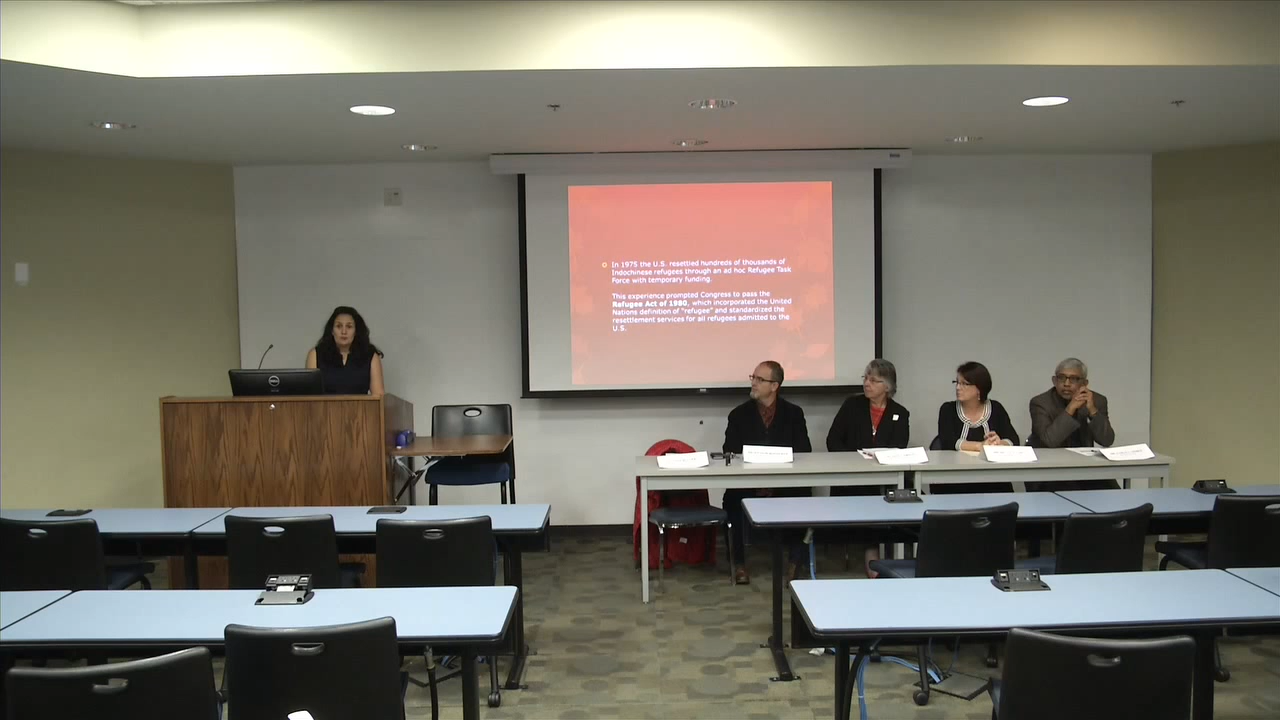 In 1975 the U.S. resettled hundreds of thousands of
Indochinese refugees through an ad hoc Refugee Task
Force with temporary funding.
This experience prompted Congress to pass the
Refugee Act of 1980, which incorporated the United
Nations definition of "refugee" and standardized the
resettlement services for all refugees admitted to the
U.S.
DELL